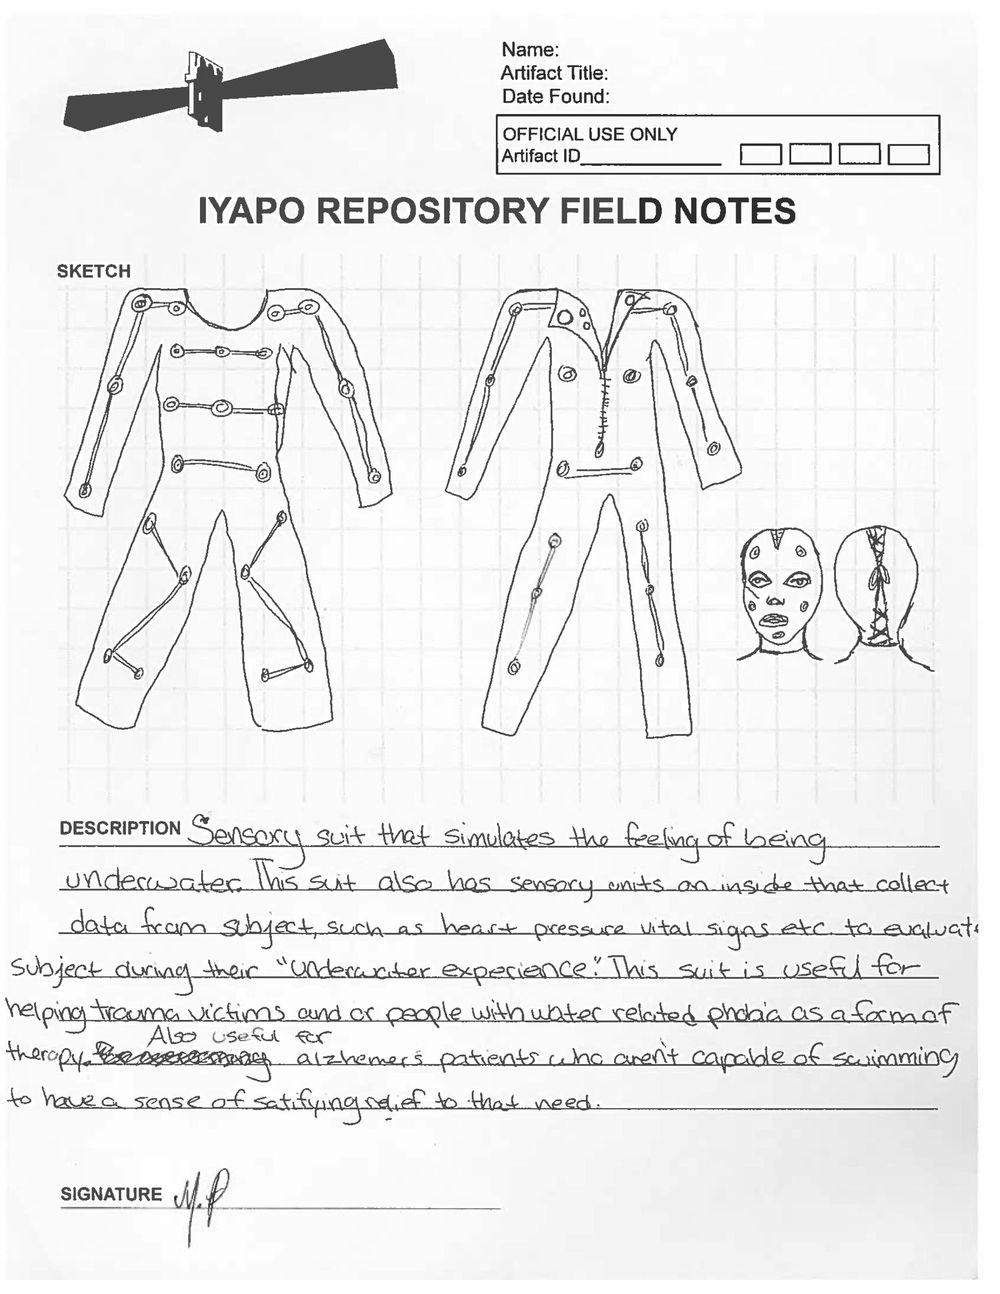 Name:
Artifact Title:
Date Found:
OFFICIAL USE ONLY
Artifact ID
IYAPO REPOSITORY FIELD NOTES
SKETCH
DESCRIPTION Sensory suit that simulates the feeling of being
underwater. This suit also has sensory units on inside that collect
data from subject, such as heart pressure vital signs etc. to evaluate
subject during their "underwater experience". This suit is useful for
helping trauma victims and or people with water related phobia as a form of
Also useful for
therapy. alzhemer's patients who aren't capable of swimming
to have a sense of satifying relief to that need.
SIGNATURE M.P